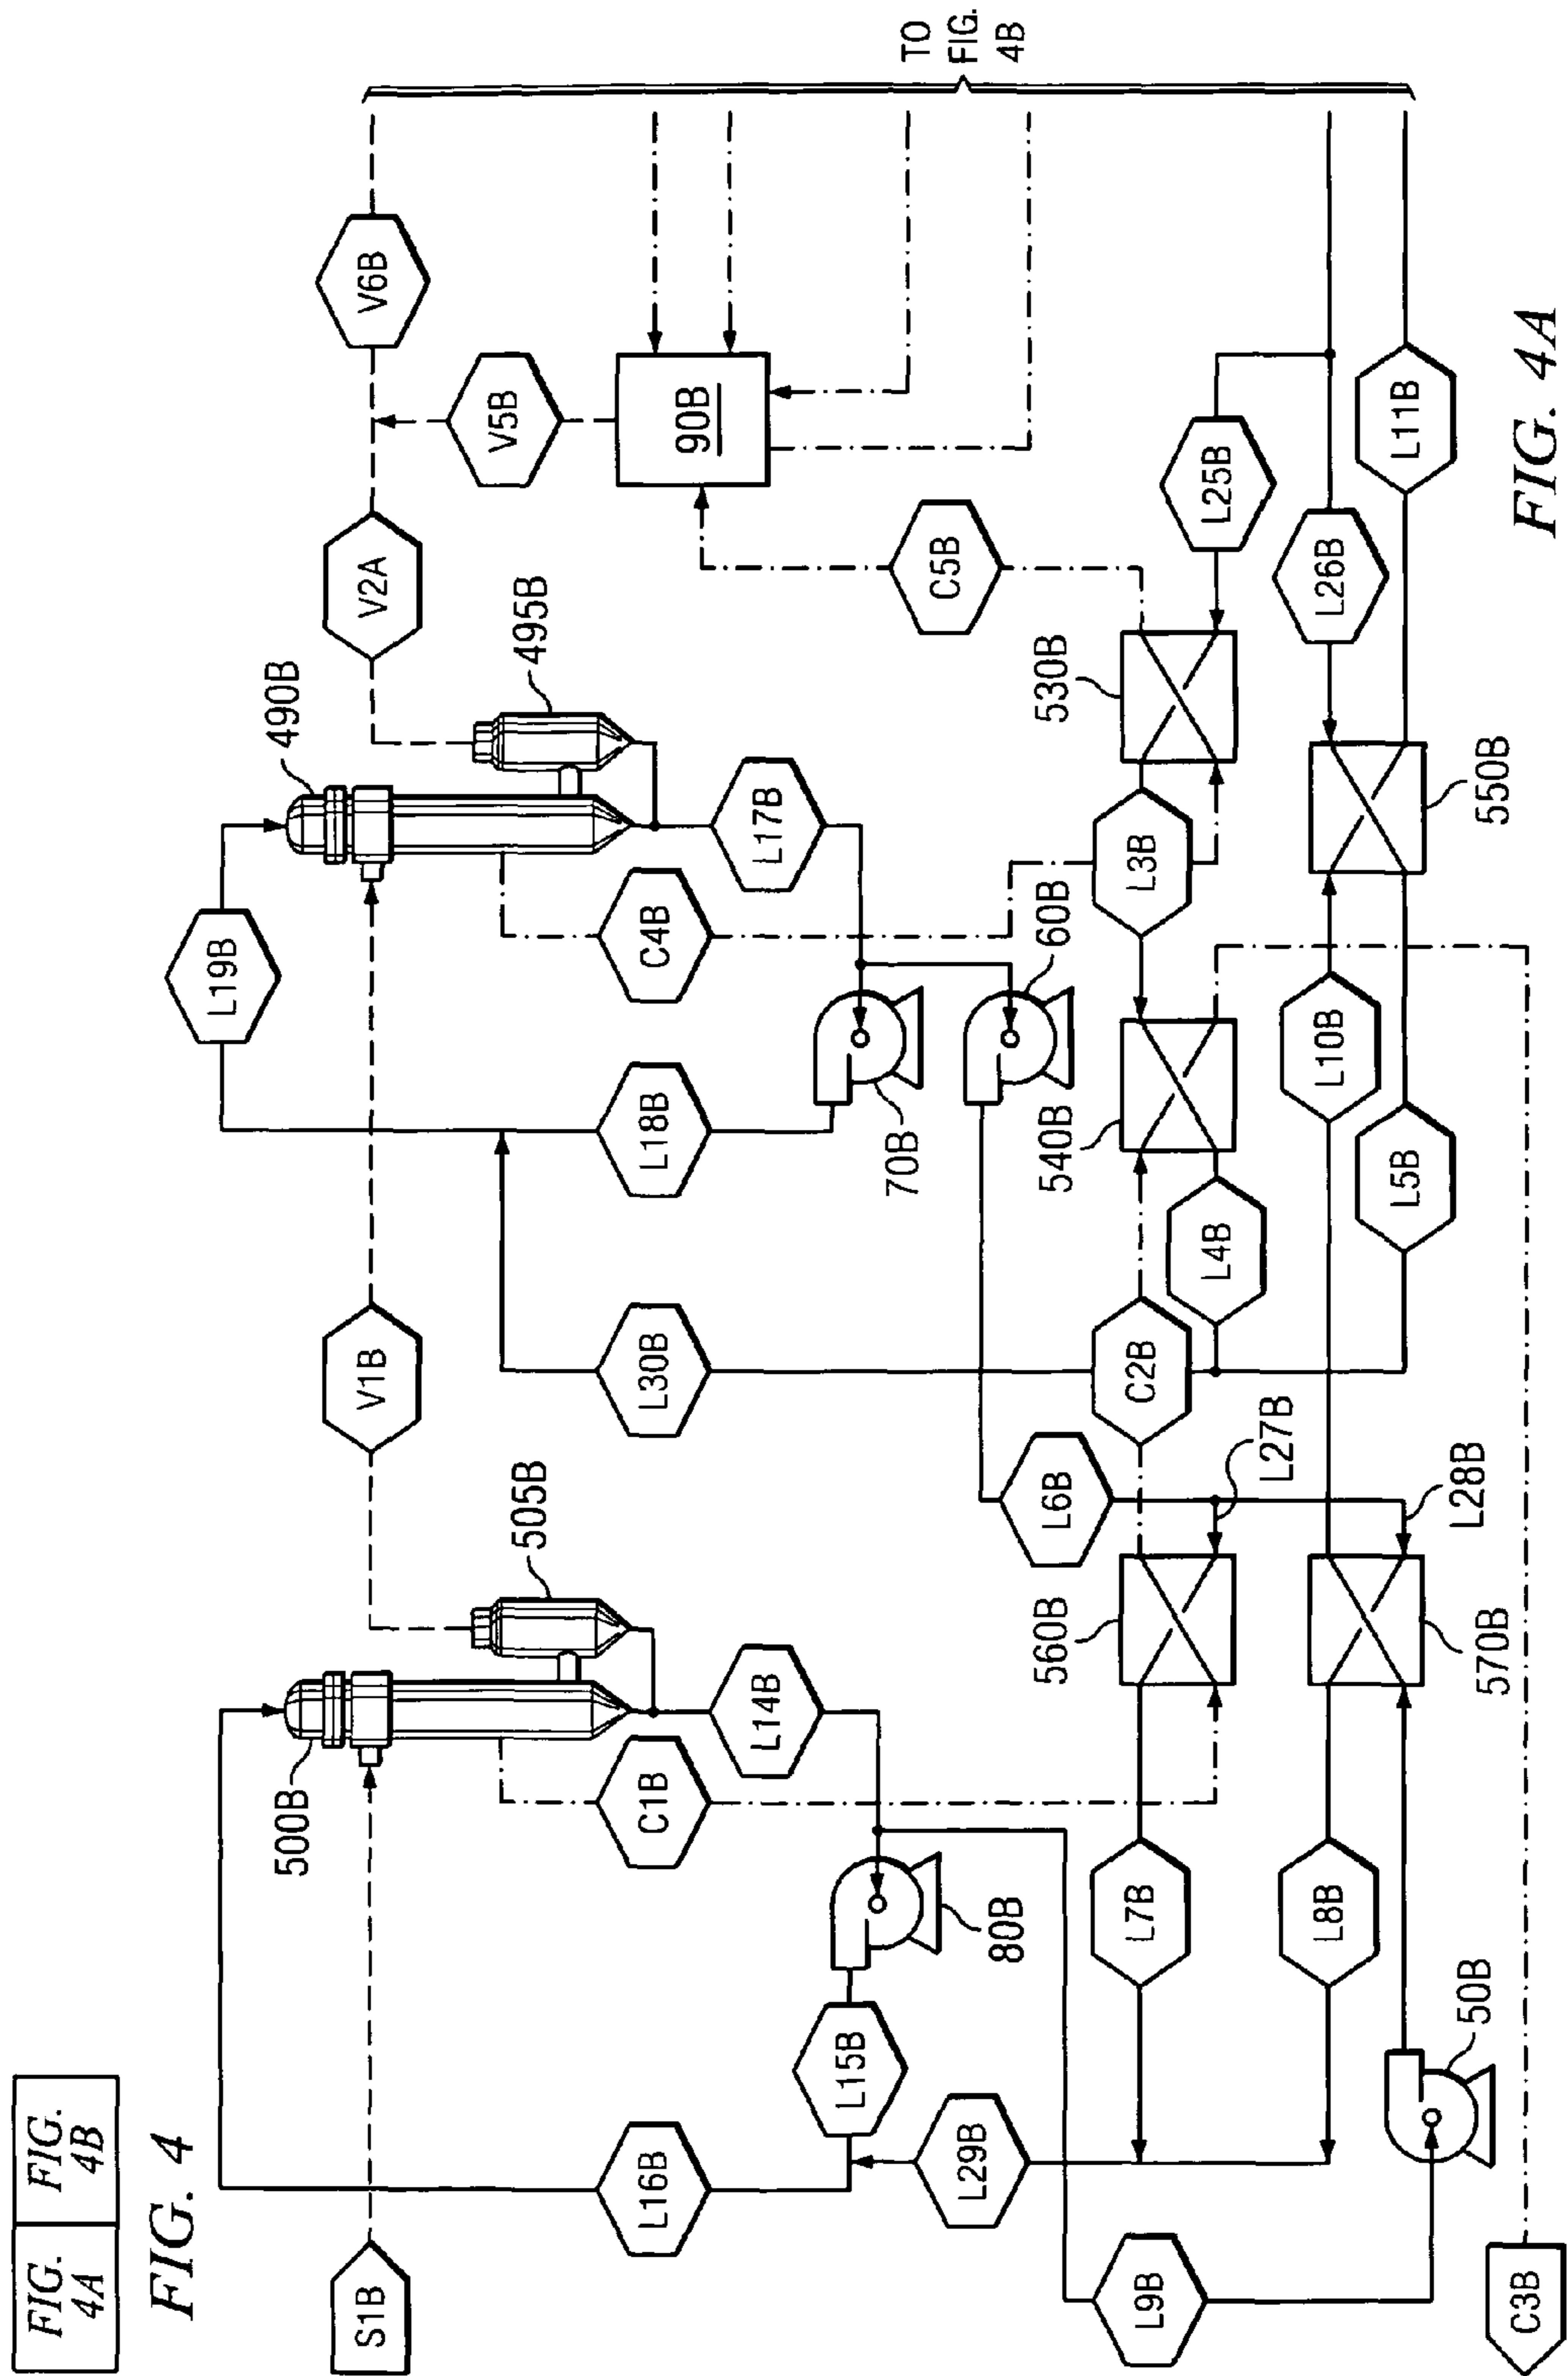 FIG. 4A
FIG. 4B
FIG. 4
S1B
L16B
500B
505B
V1B
L19B
490B
495B
V2A
V6B
TO FIG. 4B
V5B
90B
C1B
L14B
L15B
80B
L29B
L9B
L30B
L18B
70B
C4B
L17B
60B
L6B
C5B
L7B
560B
L27B
C2B
540B
L4B
L3B
530B
L25B
L8B
570B
L28B
L10B
L5B
550B
L26B
L11B
50B
C3B
FIG. 4A